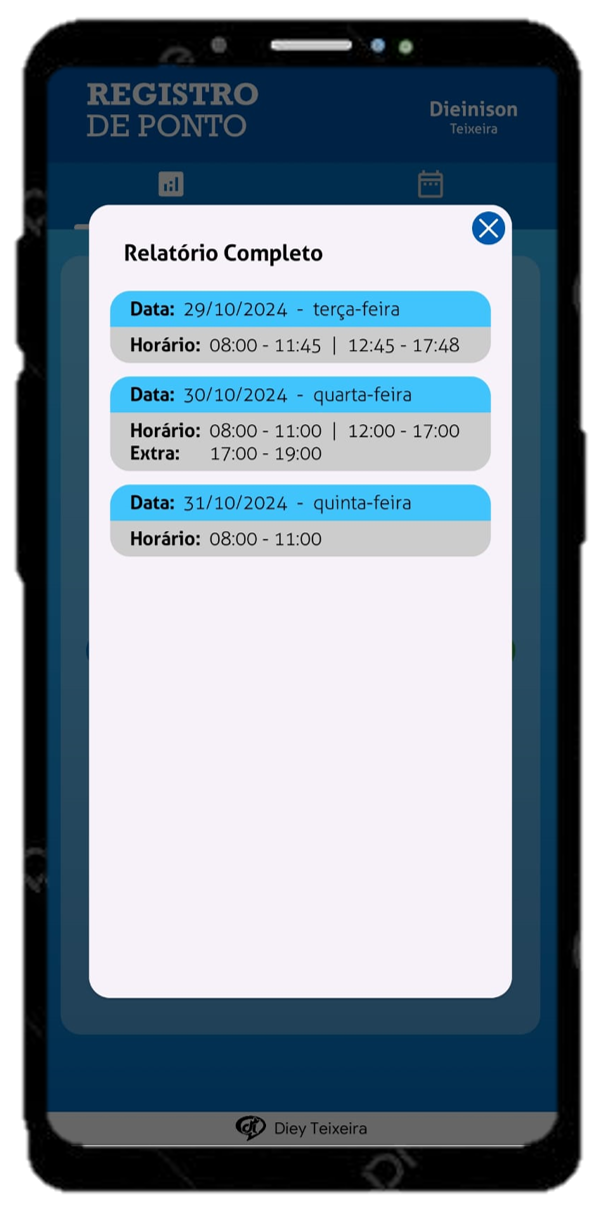 REGISTRO
DE PONTO
Dieinison
Teixeira
Relatório Completo
Data: 29/10/2024 - terça-feira
Horário: 08:00 - 11:45 | 12:45 - 17:48
Data: 30/10/2024 - quarta-feira
Horário: 08:00 - 11:00 | 12:00 - 17:00
Extra: 17:00 - 19:00
Data: 31/10/2024 - quinta-feira
Horário: 08:00 - 11:00
Diey Teixeira